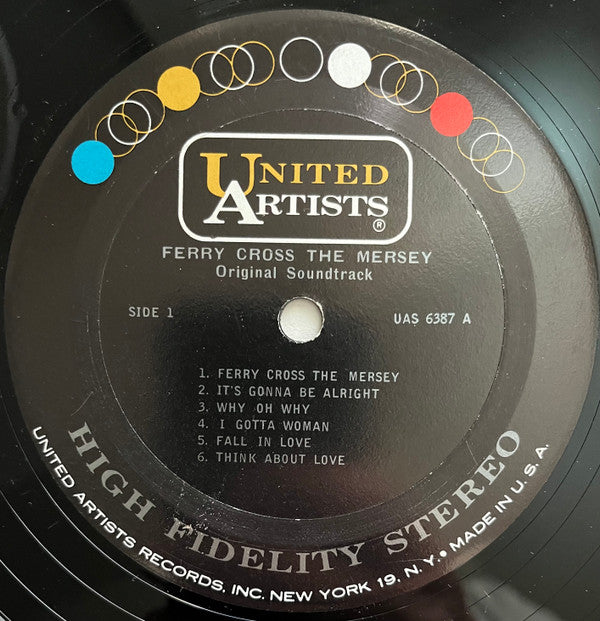 UNITED
ARTISTS
®
FERRY CROSS THE MERSEY
Original Soundtrack
SIDE 1
UAS 6387 A
1. FERRY CROSS THE MERSEY
2. IT'S GONNA BE ALRIGHT
3. WHY OH WHY
4. I GOTTA WOMAN
5. FALL IN LOVE
6. THINK ABOUT LOVE
HIGH FIDELITY STEREO
UNITED ARTISTS RECORDS, INC. NEW YORK 19, N.Y. • MADE IN U.S.A.